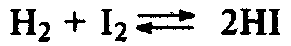 H₂ + I₂ ⇌ 2HI